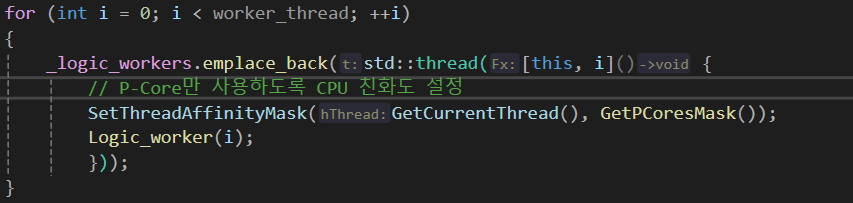 for (int i = 0; i < worker_thread; ++i)
{
_logic_workers.emplace_back(t: std::thread(Fx: [this, i]() ->void {
// P-Core만 사용하도록 CPU 친화도 설정
SetThreadAffinityMask(hThread: GetCurrentThread(), GetPCoresMask());
Logic_worker(i);
}));
}